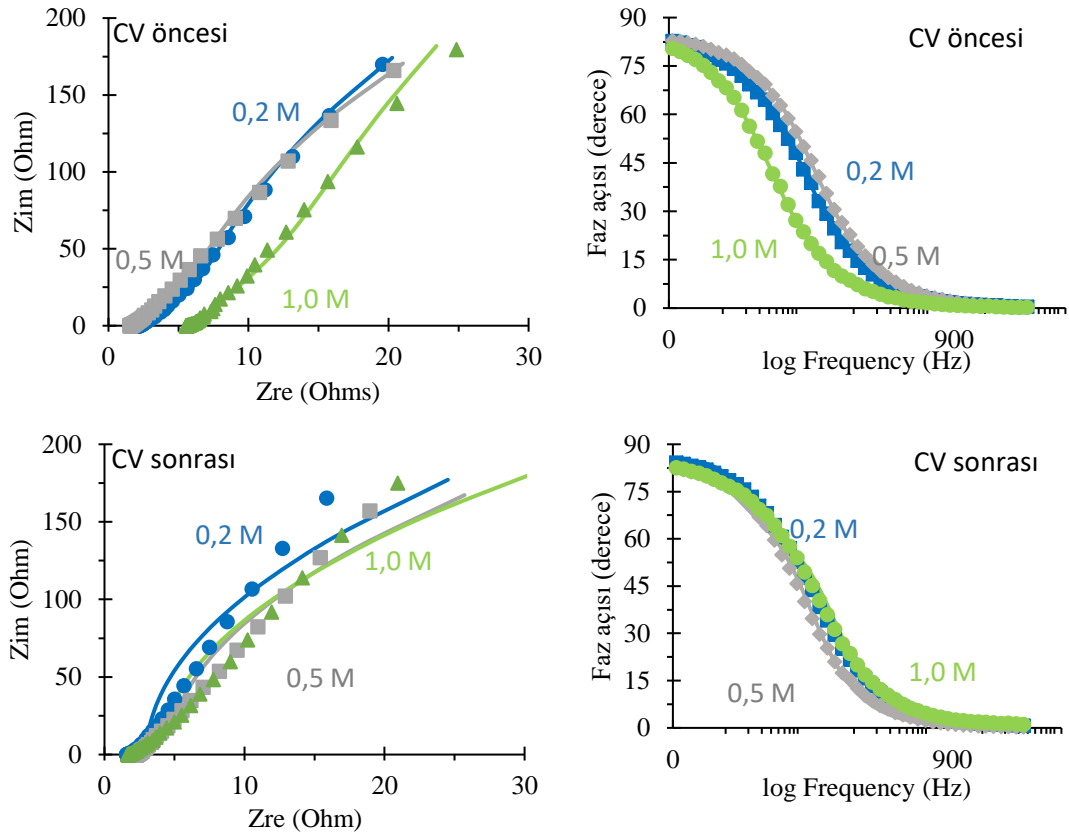 CV öncesi
200
150
100
50
0
Zim (Ohm)
0,2 M
0,5 M
1,0 M
0
10
20
30
Zre (Ohms)
CV öncesi
90
75
60
45
30
15
0
Faz açısı (derece)
0,2 M
0,5 M
1,0 M
0
900
log Frequency (Hz)
CV sonrası
200
150
100
50
0
Zim (Ohm)
0,2 M
1,0 M
0,5 M
0
10
20
30
Zre (Ohm)
CV sonrası
90
75
60
45
30
15
0
Faz açısı (derece)
0,2 M
1,0 M
0,5 M
0
900
log Frequency (Hz)